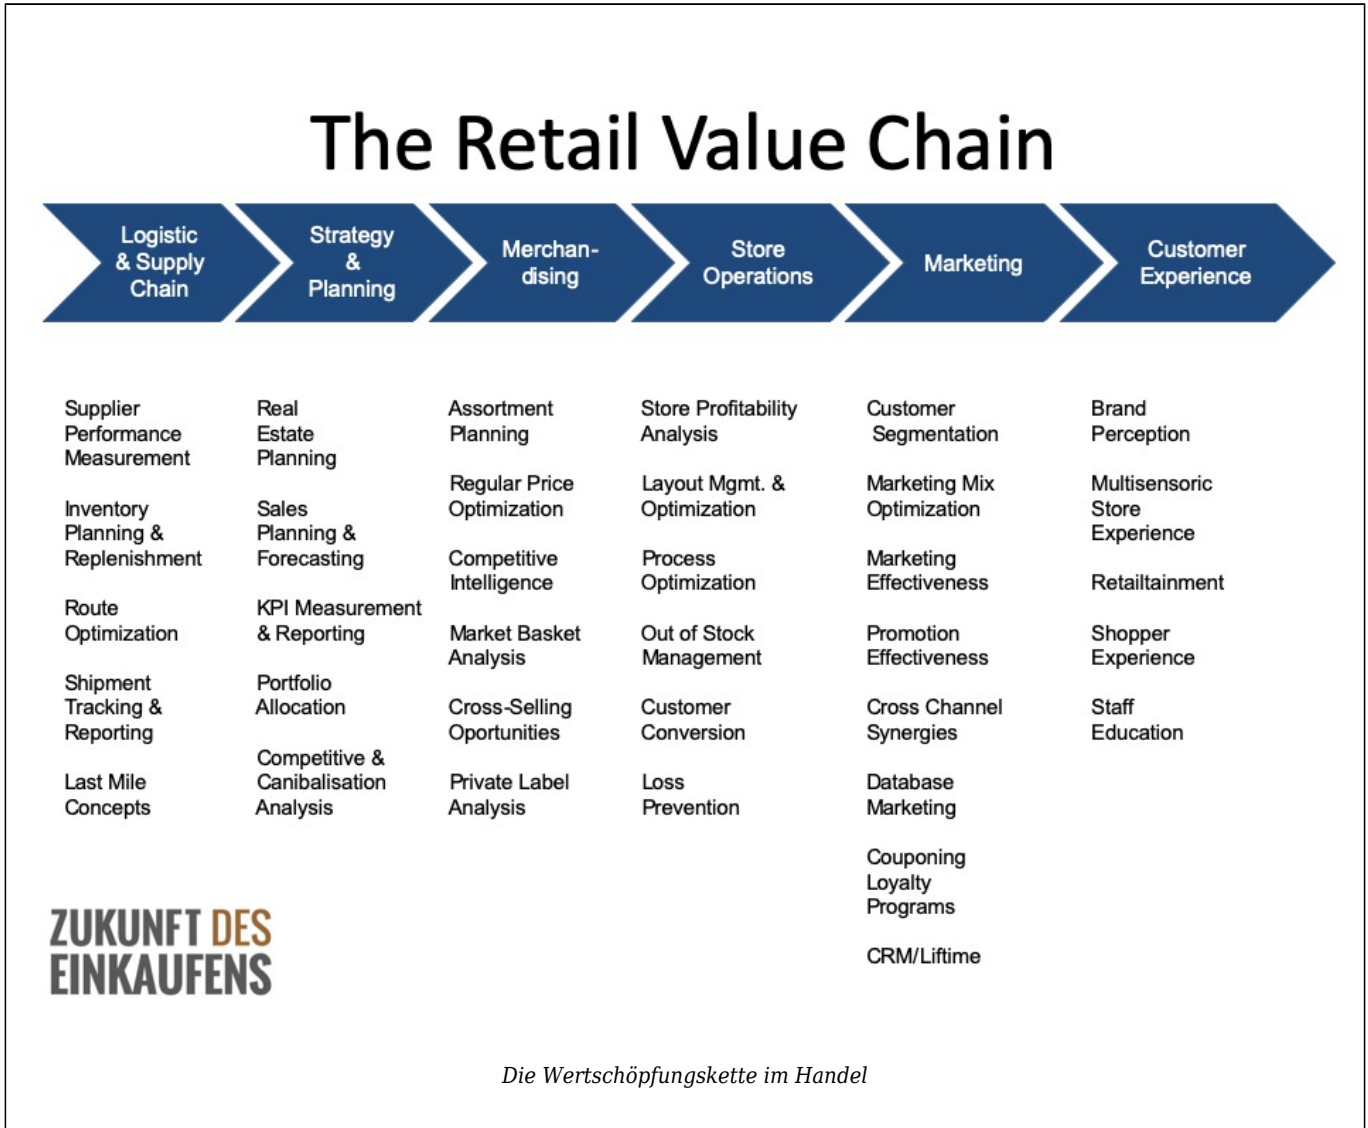 The Retail Value Chain
Logistic
& Supply
Chain
Strategy
&
Planning
Merchan-
dising
Store
Operations
Marketing
Customer
Experience
Supplier
Performance
Measurement
Inventory
Planning &
Replenishment
Route
Optimization
Shipment
Tracking &
Reporting
Last Mile
Concepts
Real
Estate
Planning
Sales
Planning &
Forecasting
KPI Measurement
& Reporting
Portfolio
Allocation
Competitive &
Canibalisation
Analysis
Assortment
Planning
Regular Price
Optimization
Competitive
Intelligence
Market Basket
Analysis
Cross-Selling
Oportunities
Private Label
Analysis
Store Profitability
Analysis
Layout Mgmt. &
Optimization
Process
Optimization
Out of Stock
Management
Customer
Conversion
Loss
Prevention
Customer
Segmentation
Marketing Mix
Optimization
Marketing
Effectiveness
Promotion
Effectiveness
Cross Channel
Synergies
Database
Marketing
Couponing
Loyalty
Programs
CRM/Liftime
Brand
Perception
Multisensoric
Store
Experience
Retailtainment
Shopper
Experience
Staff
Education
ZUKUNFT DES
EINKAUFENS
Die Wertschöpfungskette im Handel